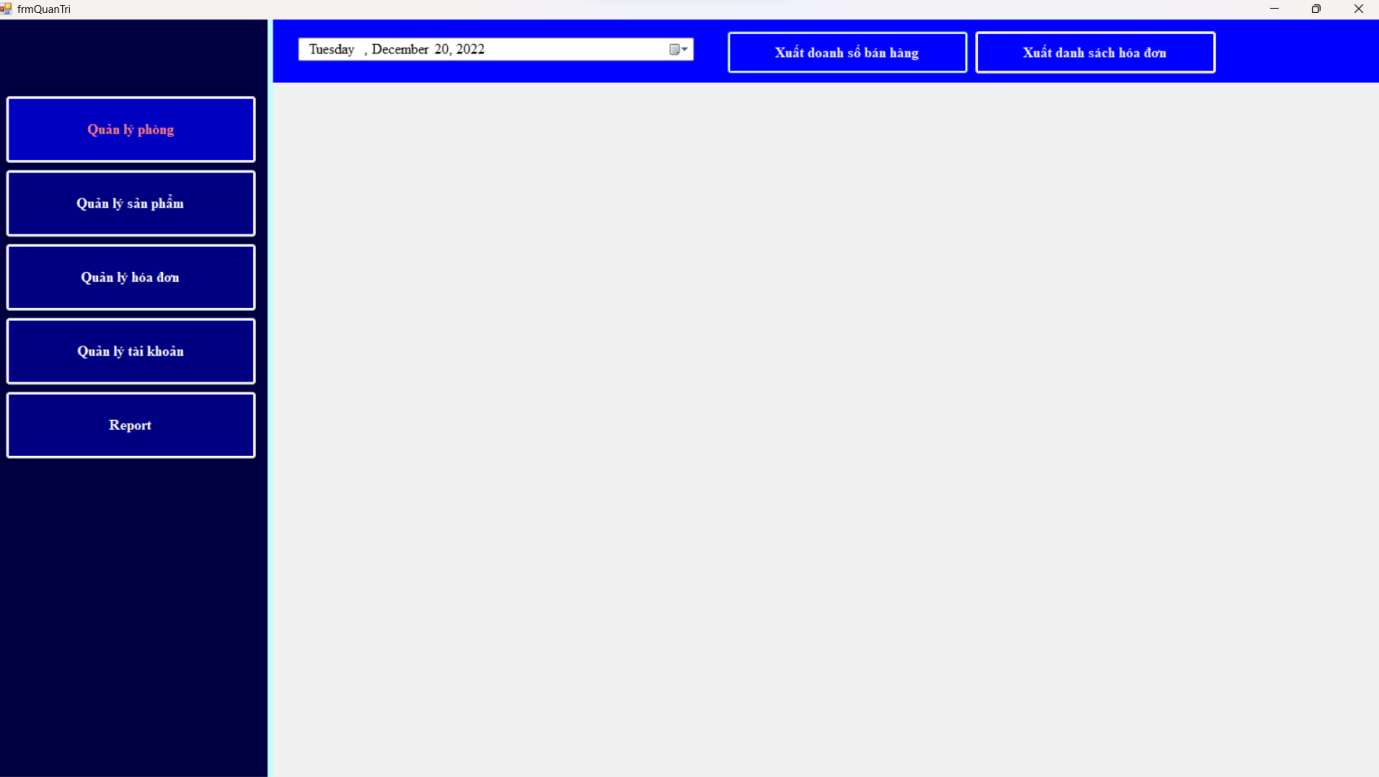 frmQuanTri
Tuesday , December 20, 2022
Xuất doanh số bán hàng
Xuất danh sách hóa đơn
Quản lý phòng
Quản lý sản phẩm
Quản lý hóa đơn
Quản lý tài khoản
Report